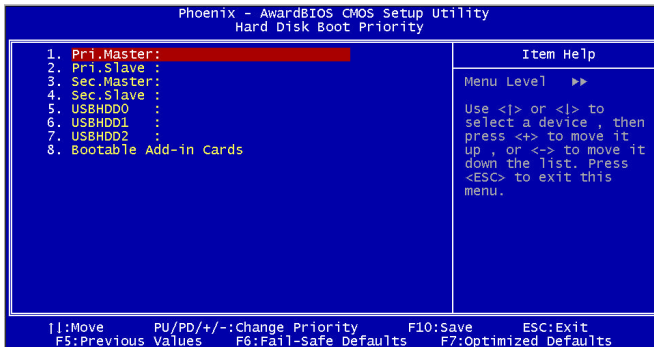 Phoenix - AwardBIOS CMOS Setup Utility
Hard Disk Boot Priority
1. Pri.Master:
2. Pri.Slave :
3. Sec.Master:
4. Sec.Slave :
5. USBHDD0 :
6. USBHDD1 :
7. USBHDD2 :
8. Bootable Add-in Cards
Item Help
Menu Level ►►
Use <↑> or <↓> to
select a device , then
press <+> to move it
up , or <-> to move it
down the list. Press
<ESC> to exit this
menu.
↑↓:Move PU/PD/+/-:Change Priority F10:Save ESC:Exit
F5:Previous Values F6:Fail-Safe Defaults F7:Optimized Defaults